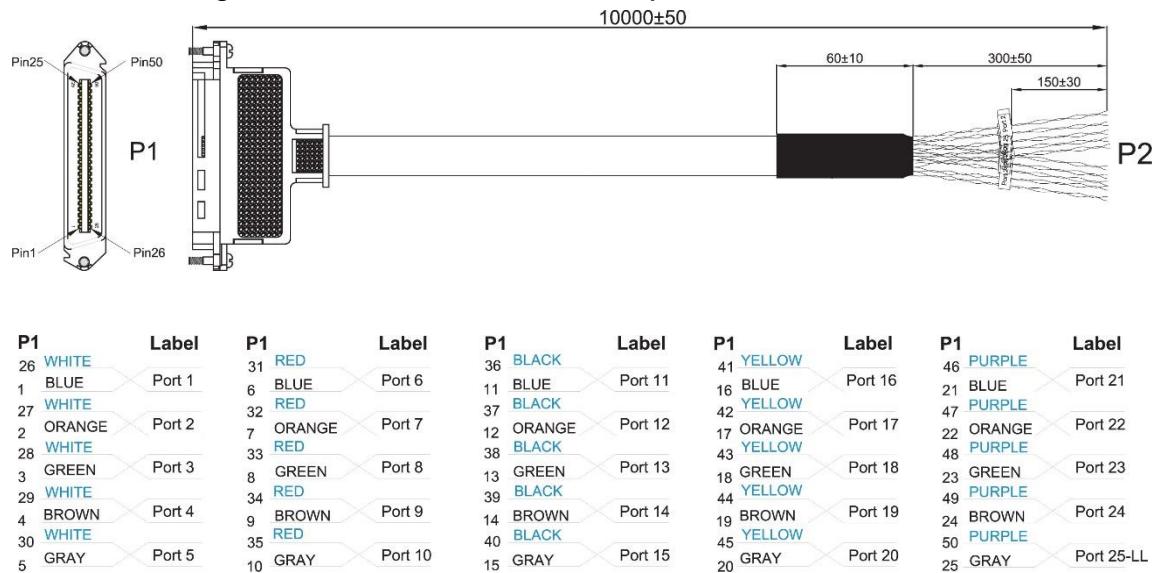 10000±50
60±10
300±50
150±30
Pin25
Pin50
P1
P2
Port 2
Pin1
Pin26
P1 Label
26 WHITE
1 BLUE Port 1
27 WHITE
2 ORANGE Port 2
28 WHITE
3 GREEN Port 3
29 WHITE
4 BROWN Port 4
30 WHITE
5 GRAY Port 5
P1 Label
31 RED
6 BLUE Port 6
32 RED
7 ORANGE Port 7
33 RED
8 GREEN Port 8
34 RED
9 BROWN Port 9
35 RED
10 GRAY Port 10
P1 Label
36 BLACK
11 BLUE Port 11
37 BLACK
12 ORANGE Port 12
38 BLACK
13 GREEN Port 13
39 BLACK
14 BROWN Port 14
40 BLACK
15 GRAY Port 15
P1 Label
41 YELLOW
16 BLUE Port 16
42 YELLOW
17 ORANGE Port 17
43 YELLOW
18 GREEN Port 18
44 YELLOW
19 BROWN Port 19
45 YELLOW
20 GRAY Port 20
P1 Label
46 PURPLE
21 BLUE Port 21
47 PURPLE
22 ORANGE Port 22
48 PURPLE
23 GREEN Port 23
49 PURPLE
24 BROWN Port 24
50 PURPLE
25 GRAY Port 25-LL